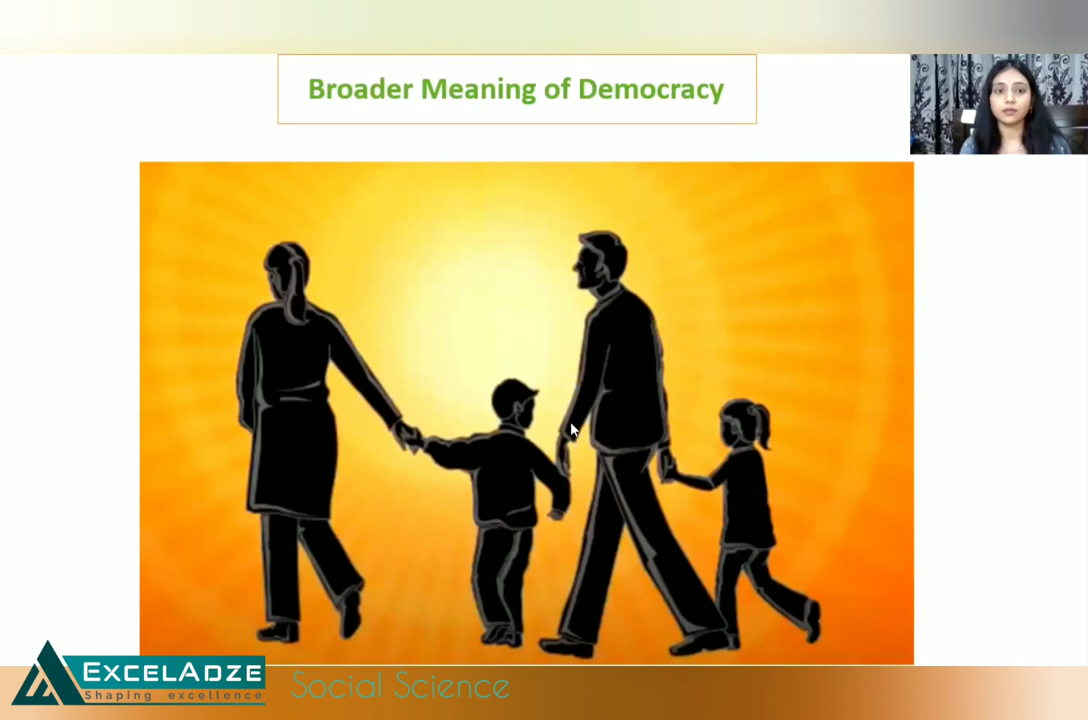 Broader Meaning of Democracy
EXCELADZE
Shaping excellence
Social Science